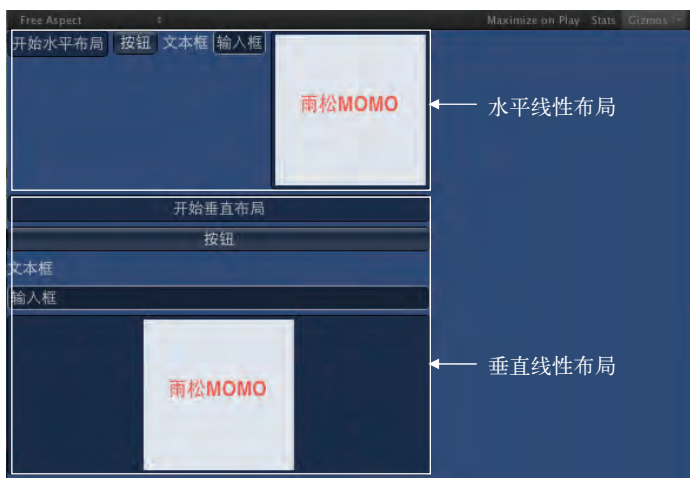 Free Aspect
Maximize on Play Stats Gizmos
开始水平布局 按钮 文本框 输入框
雨松MOMO
水平线性布局
开始垂直布局
按钮
文本框
输入框
雨松MOMO
垂直线性布局